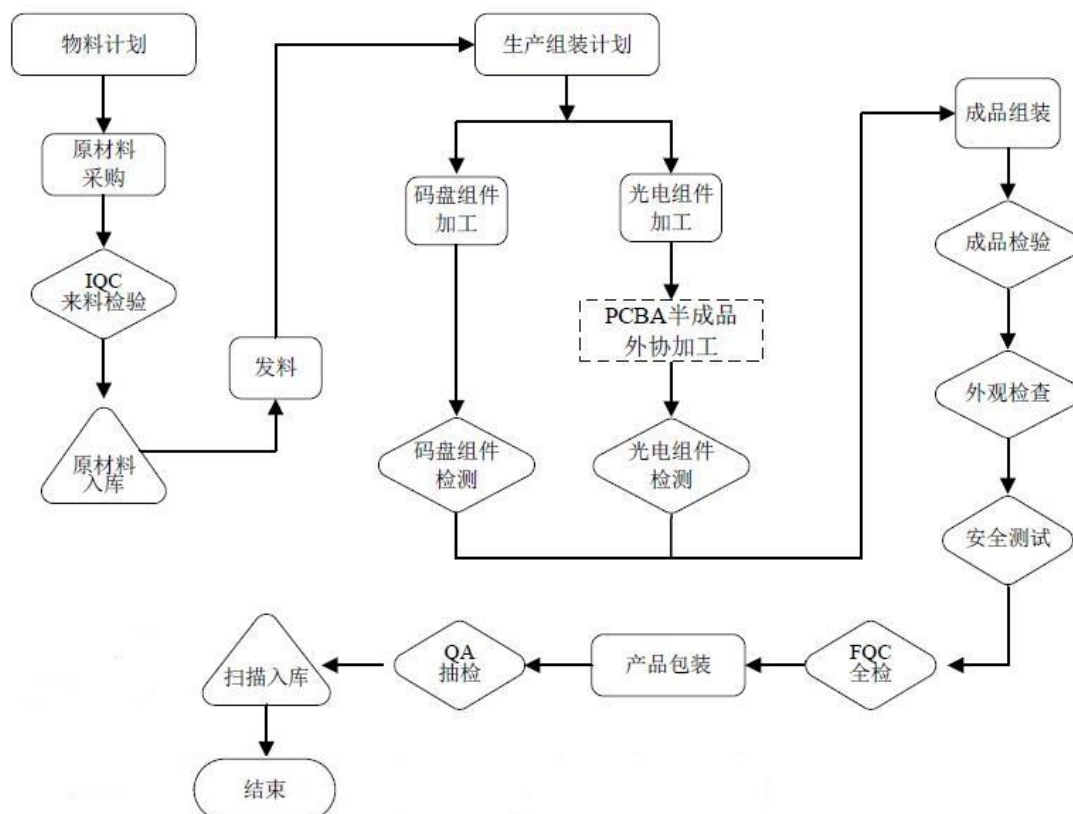 物料计划
原材料
采购
IQC
来料检验
原材料
入库
发料
生产组装计划
码盘组件
加工
码盘组件
检测
光电组件
加工
PCBA半成品
外协加工
光电组件
检测
成品组装
成品检验
外观检查
安全测试
FQC
全检
产品包装
QA
抽检
扫描入库
结束